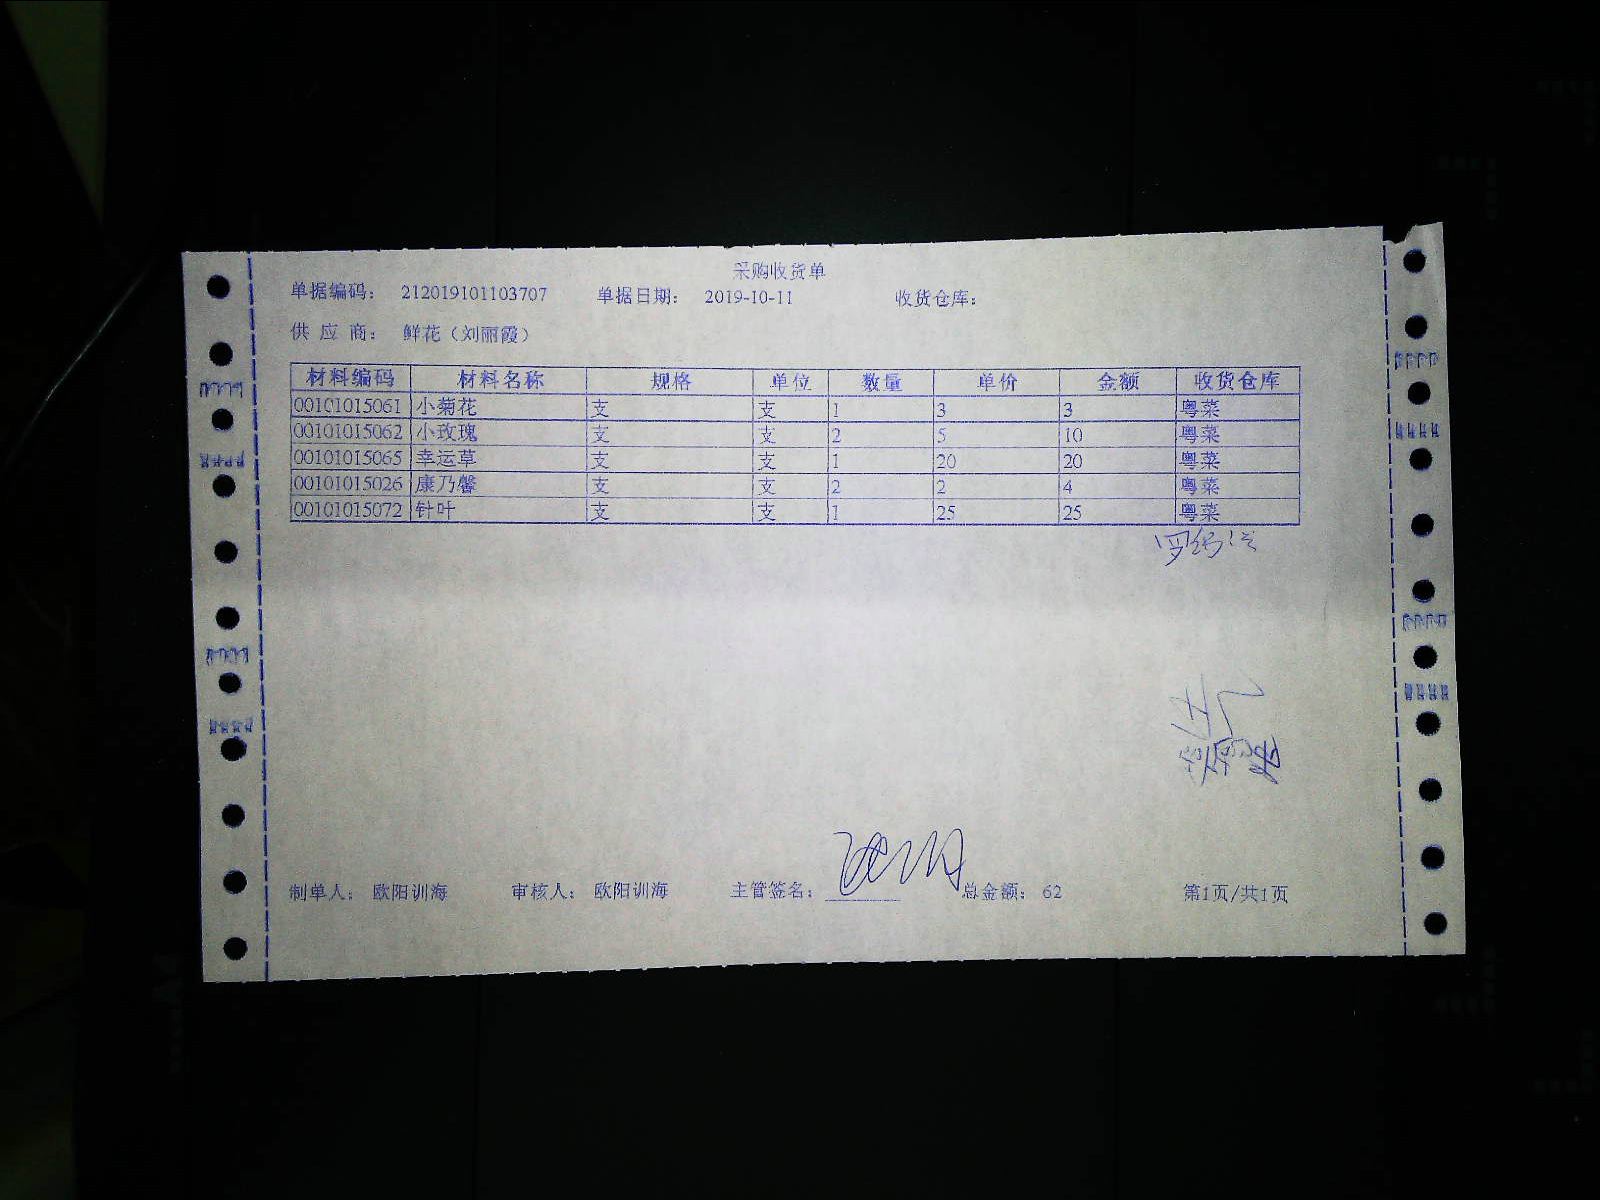 采购收货单
单据编码： 212019101103707 单据日期： 2019-10-11 收货仓库：
供 应 商： 鲜花（刘丽霞）
材料编码 材料名称 规格 单位 数量 单价 金额 收货仓库
00101015061 小菊花 支 支 1 3 3 粤菜
00101015062 小玫瑰 支 支 2 5 10 粤菜
00101015065 幸运草 支 支 1 20 20 粤菜
00101015026 康乃馨 支 支 2 2 4 粤菜
00101015072 针叶 支 支 1 25 25 粤菜
制单人： 欧阳训海 审核人： 欧阳训海 主管签名： 总金额： 62 第1页/共1页